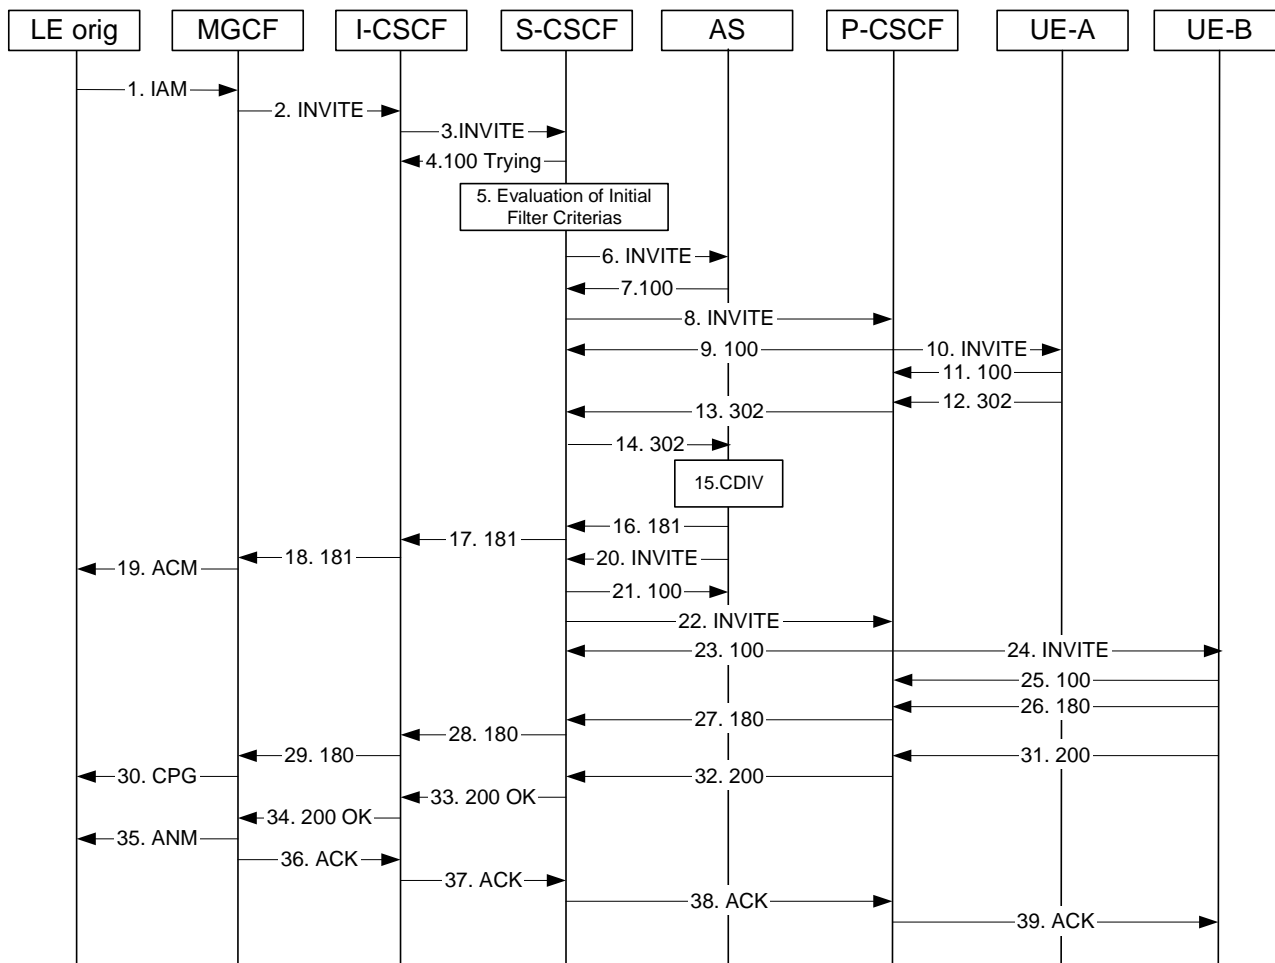 LE orig
MGCF
I-CSCF
S-CSCF
AS
P-CSCF
UE-A
UE-B
1. IAM
2. INVITE
3.INVITE
4.100 Trying
5. Evaluation of Initial
Filter Criterias
6. INVITE
7.100
8. INVITE
9. 100
10. INVITE
11. 100
12. 302
13. 302
14. 302
15.CDIV
16. 181
17. 181
18. 181
19. ACM
20. INVITE
21. 100
22. INVITE
23. 100
24. INVITE
25. 100
26. 180
27. 180
28. 180
29. 180
30. CPG
31. 200
32. 200
33. 200 OK
34. 200 OK
35. ANM
36. ACK
37. ACK
38. ACK
39. ACK